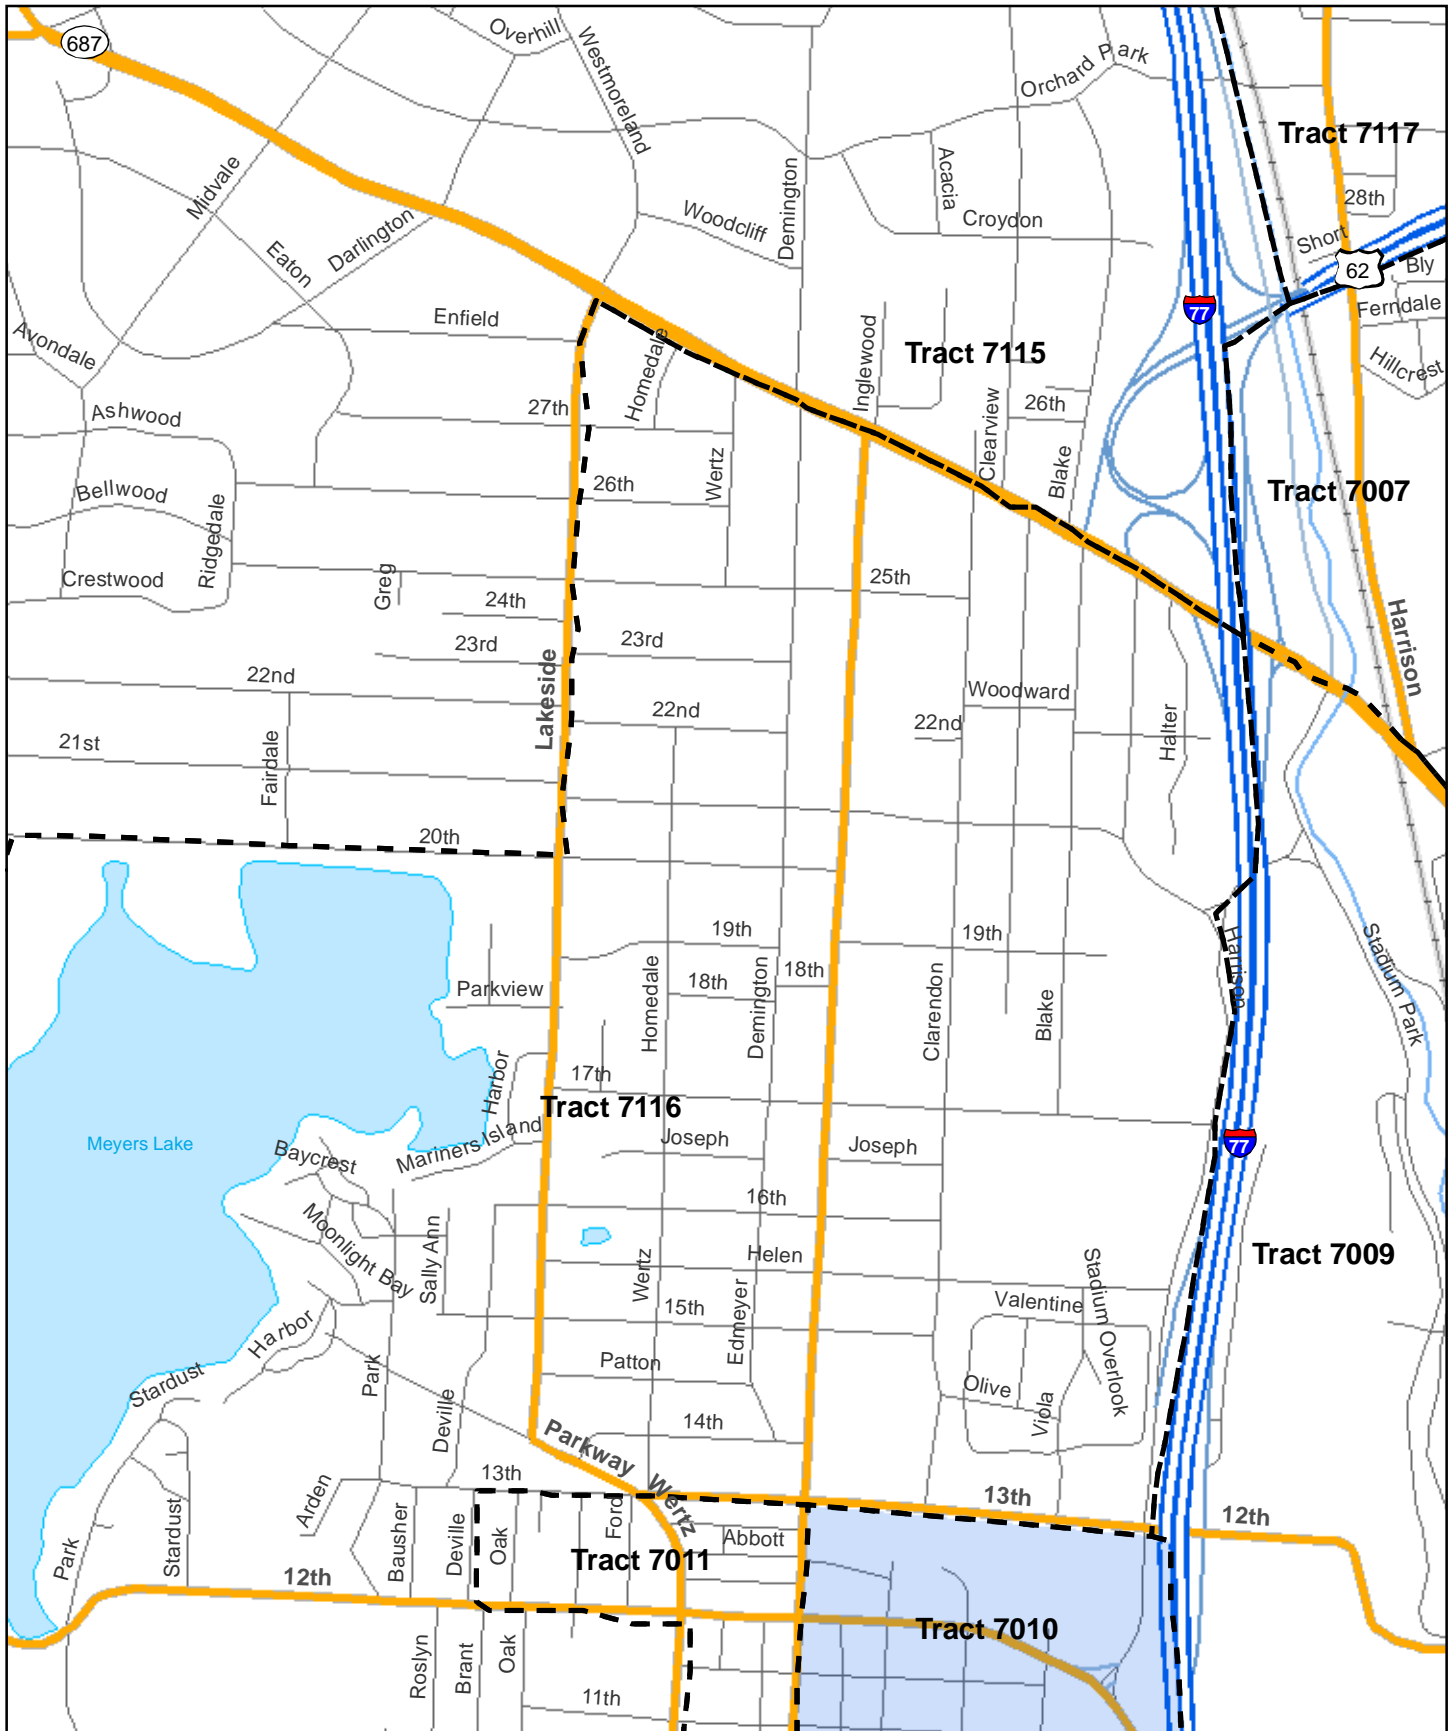 687
Overhill
Westmoreland
Orchard Park
Tract 7117
Midvale
Demington
Acacia
28th
Woodcliff
Croydon
Darlington
Eaton
Short
62
Bly
77
Ferndale
Enfield
Avondale
Homedale
Inglewood
Tract 7115
Hillcrest
Ashwood
27th
26th
Clearview
Bellwood
26th
Wertz
Blake
Tract 7007
Ridgedale
Crestwood
Greg
25th
24th
Harrison
23rd
23rd
22nd
Lakeside
Woodward
22nd
22nd
Halter
21st
Fairdale
20th
19th
19th
Harrison
Stadium Park
18th
18th
Parkview
Homedale
Demington
Clarendon
Blake
Harbor
17th
Tract 7116
Meyers Lake
Mariners Island
Joseph
Joseph
77
Baycrest
16th
Moonlight Bay
Sally Ann
Wertz
Helen
Tract 7009
Stadium Overlook
15th
Valentine
Edmeyer
Harbor
Patton
Park
Stardust
Olive
Viola
Deville
14th
Parkway
13th
Wertz
13th
12th
Arden
Ford
Stardust
Bausher
Deville
Oak
Abbott
Park
Tract 7011
12th
Tract 7010
Roslyn
Brant
Oak
11th